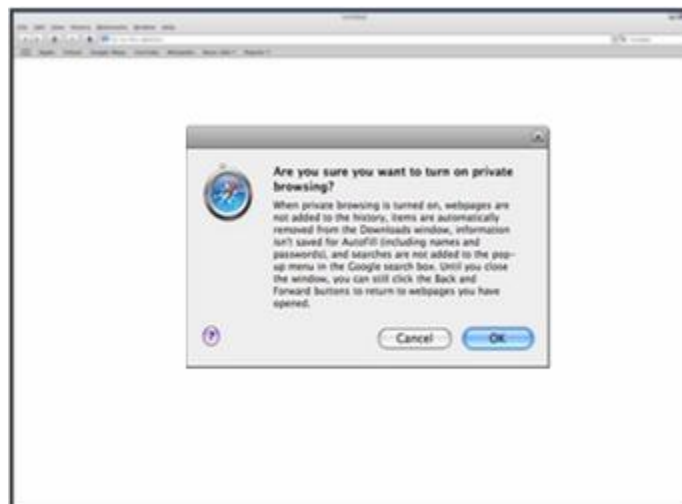 Are you sure you want to turn on private
browsing?
When private browsing is turned on, webpages are
not added to the history, items are automatically
removed from the Downloads window, information
isn't saved for AutoFill (including names and
passwords), and searches are not added to the pop-
up menu in the Google search box. Until you close
the window, you can still click the Back and
Forward buttons to return to webpages you have
opened.
?
Cancel OK